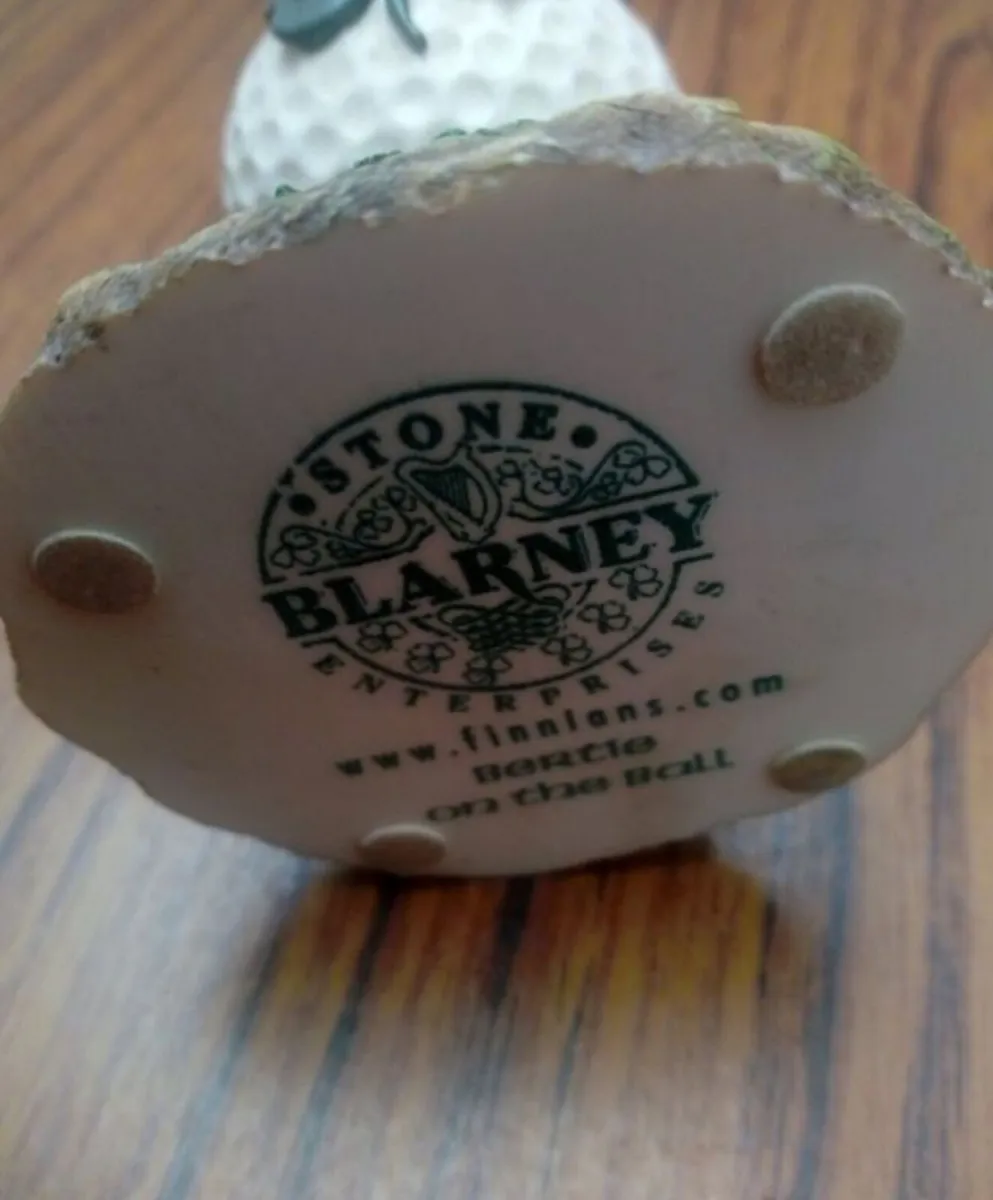 STONE
BLARNEY
ENTERPRISES
www.finnians.com
Bertie
on the Ball